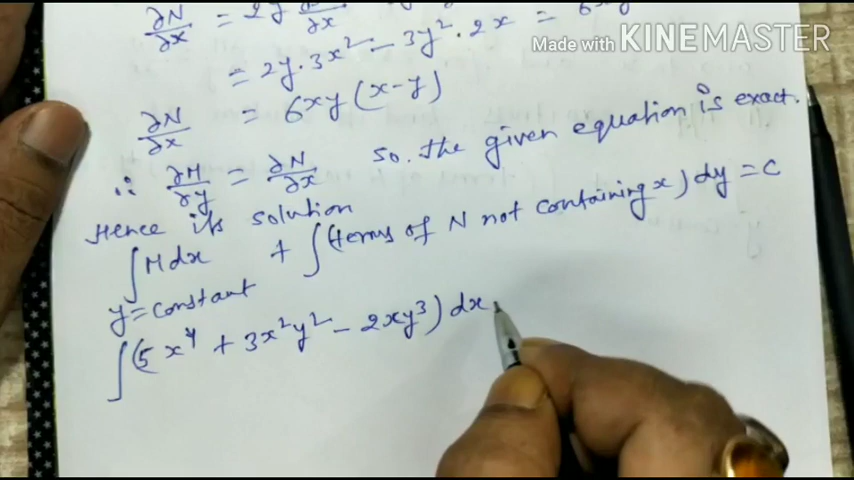 ∂N/∂x = 2y
Made with KINEMASTER
= 2y·3x² − 3y²·2x =
∂N/∂x = 6xy(x−y)
∴ ∂M/∂y = ∂N/∂x So. the given equation is exact.
Hence its solution
∫Mdx + ∫(terms of N not containing x) dy = c
y = constant
∫(5x⁴ + 3x²y² − 2xy³) dx